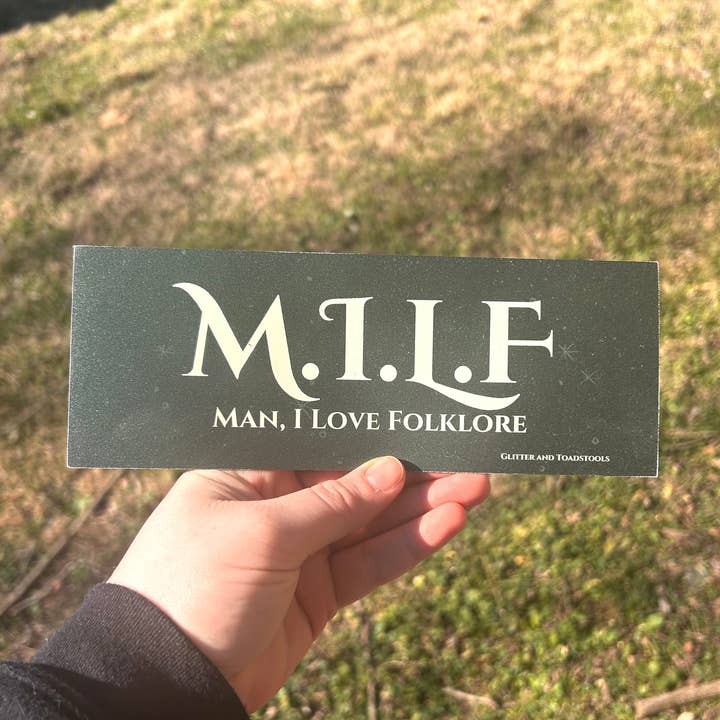 M.I.L.F
Man, I Love Folklore
Glitter and Toadstools